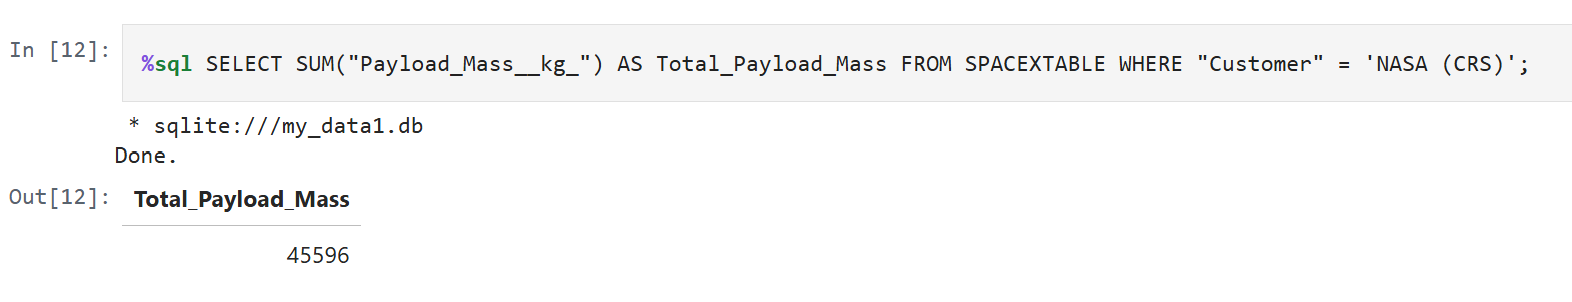 In [12]: %sql SELECT SUM("Payload_Mass__kg_") AS Total_Payload_Mass FROM SPACEXTABLE WHERE "Customer" = 'NASA (CRS)';
* sqlite:///my_data1.db
Done.
Out[12]: Total_Payload_Mass
45596